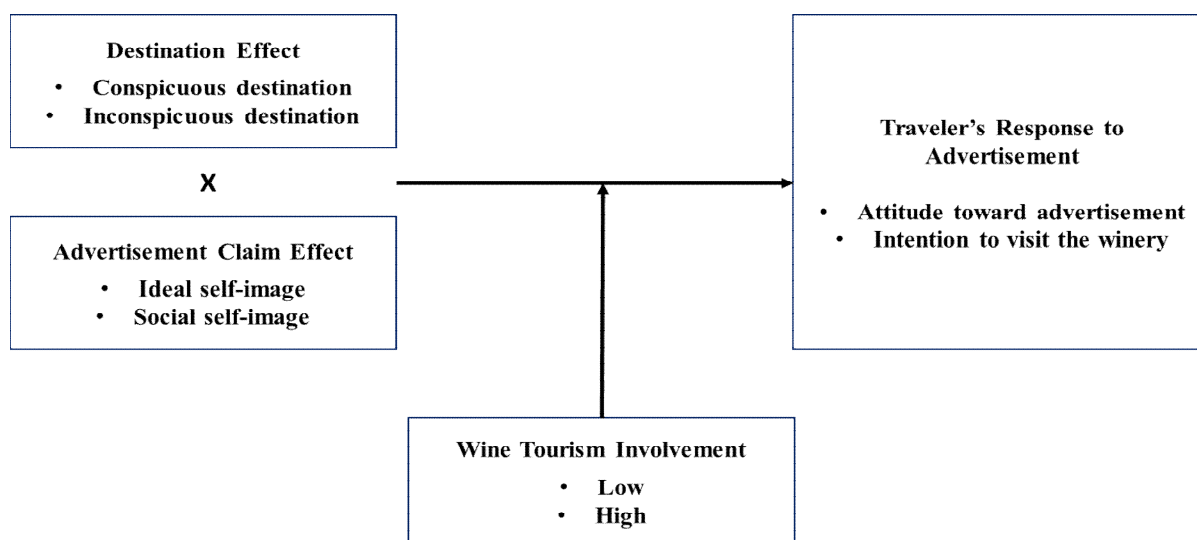 Destination Effect
• Conspicuous destination
• Inconspicuous destination
X
Advertisement Claim Effect
• Ideal self-image
• Social self-image
Traveler’s Response to
Advertisement
• Attitude toward advertisement
• Intention to visit the winery
Wine Tourism Involvement
• Low
• High